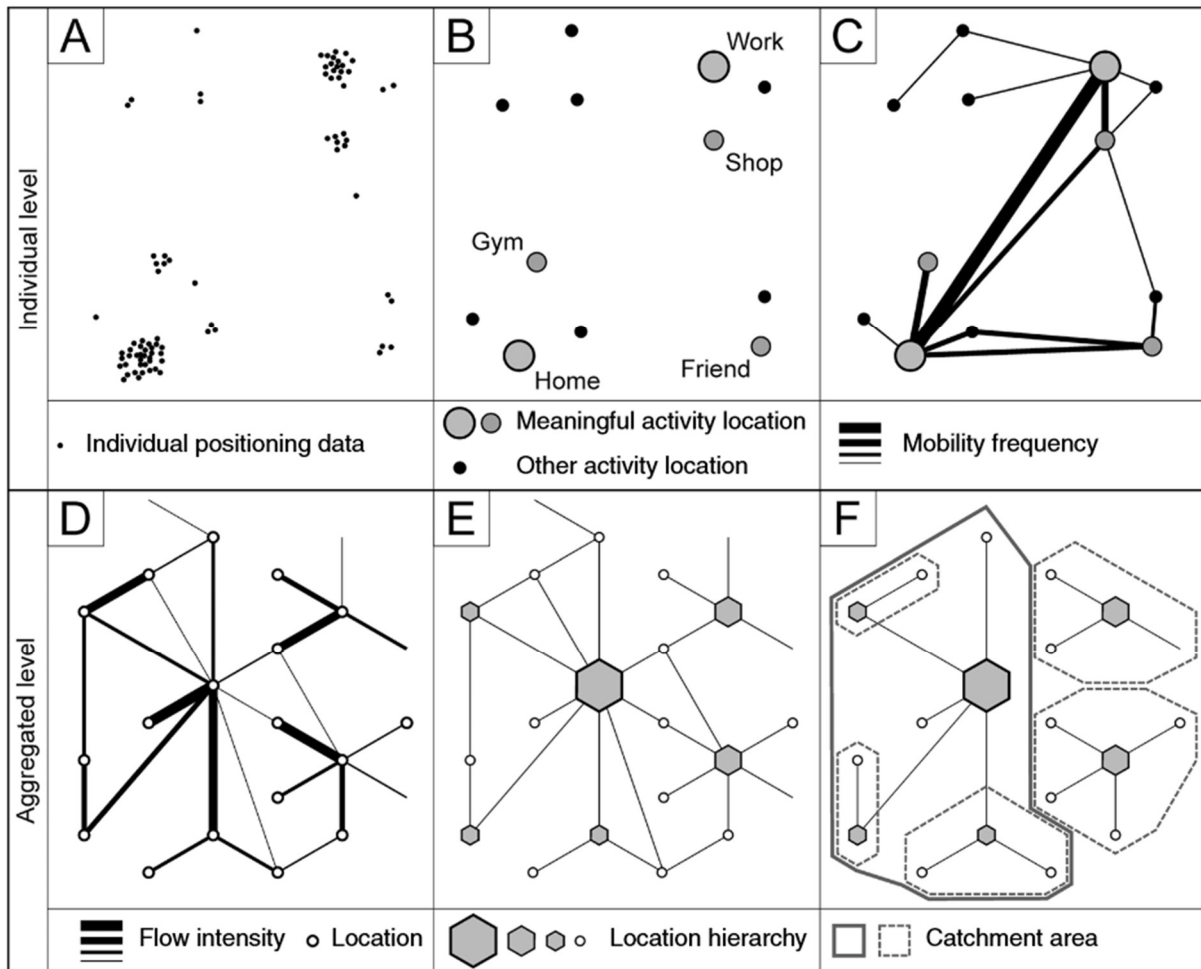 A
B
C
Work
Shop
Gym
Home
Friend
Individual level
Individual positioning data
Meaningful activity location
Other activity location
Mobility frequency
D
E
F
Aggregated level
Flow intensity
Location
Location hierarchy
Catchment area